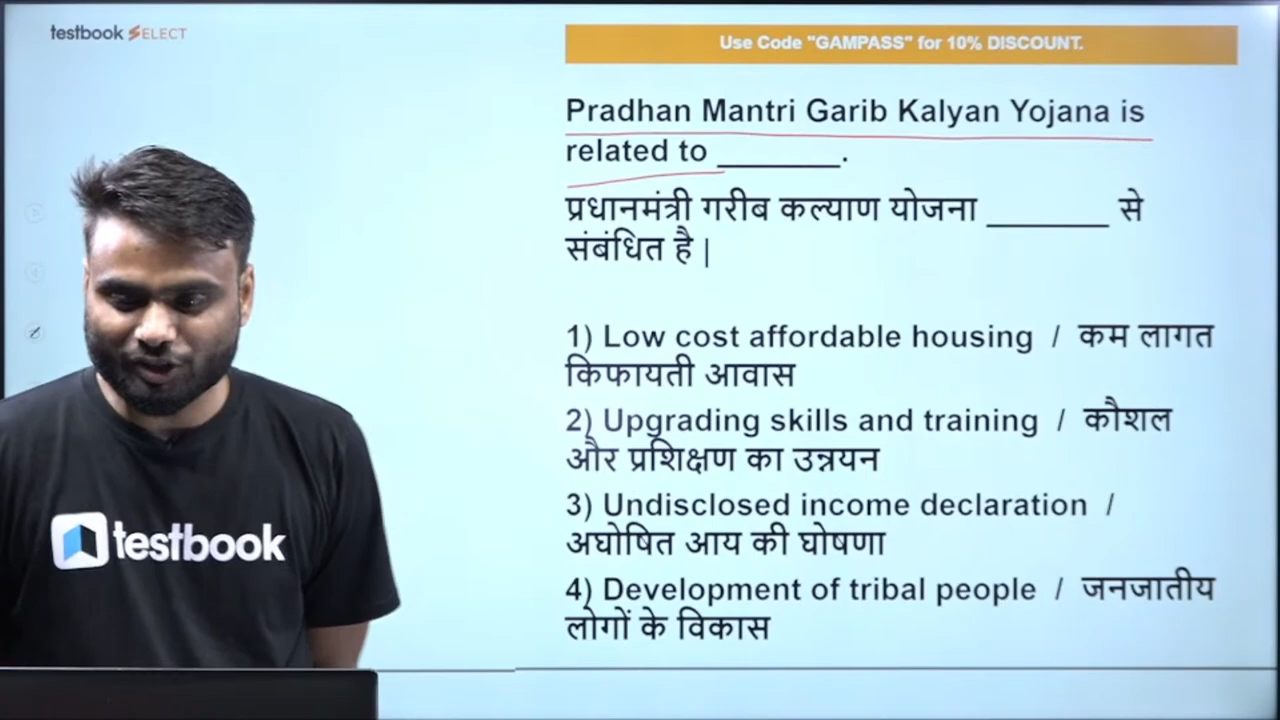 testbook SELECT
Use Code "GAMPASS" for 10% DISCOUNT.
Pradhan Mantri Garib Kalyan Yojana is
related to _______.
प्रधानमंत्री गरीब कल्याण योजना _______ से
संबंधित है |
1) Low cost affordable housing / कम लागत
किफायती आवास
2) Upgrading skills and training / कौशल
और प्रशिक्षण का उन्नयन
3) Undisclosed income declaration /
अघोषित आय की घोषणा
4) Development of tribal people / जनजातीय
लोगों के विकास
testbook